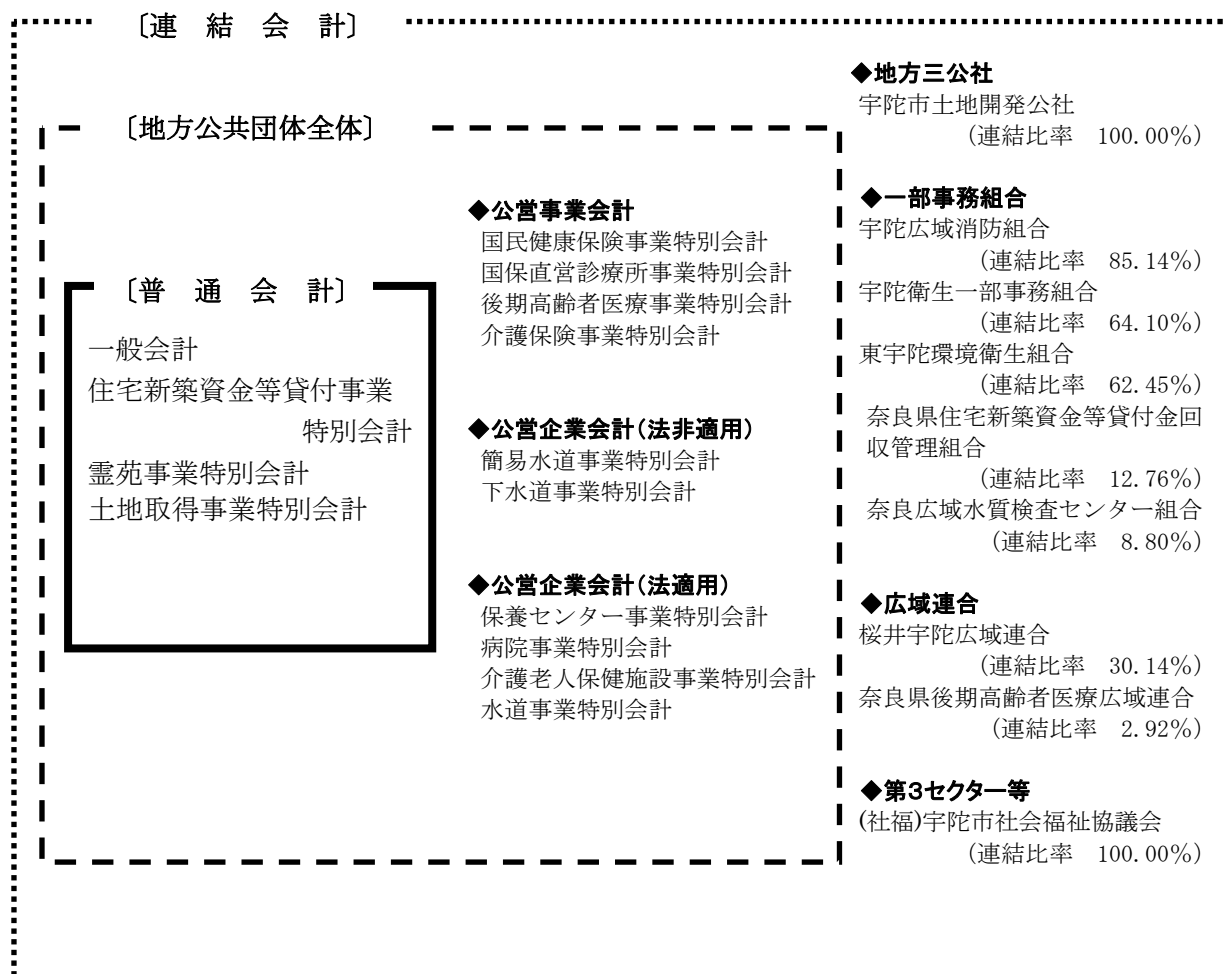 〔連　結　会　計〕
〔地方公共団体全体〕
〔普　通　会　計〕
一般会計
住宅新築資金等貸付事業
特別会計
霊苑事業特別会計
土地取得事業特別会計
◆公営事業会計
国民健康保険事業特別会計
国保直営診療所事業特別会計
後期高齢者医療事業特別会計
介護保険事業特別会計
◆公営企業会計（法非適用）
簡易水道事業特別会計
下水道事業特別会計
◆公営企業会計（法適用）
保養センター事業特別会計
病院事業特別会計
介護老人保健施設事業特別会計
水道事業特別会計
◆地方三公社
宇陀市土地開発公社
（連結比率　100.00％）
◆一部事務組合
宇陀広域消防組合
（連結比率　85.14％）
宇陀衛生一部事務組合
（連結比率　64.10％）
東宇陀環境衛生組合
（連結比率　62.45％）
奈良県住宅新築資金等貸付金回
収管理組合
（連結比率　12.76％）
奈良広域水質検査センター組合
（連結比率　8.80％）
◆広域連合
桜井宇陀広域連合
（連結比率　30.14％）
奈良県後期高齢者医療広域連合
（連結比率　2.92％）
◆第３セクター等
(社福)宇陀市社会福祉協議会
（連結比率　100.00％）